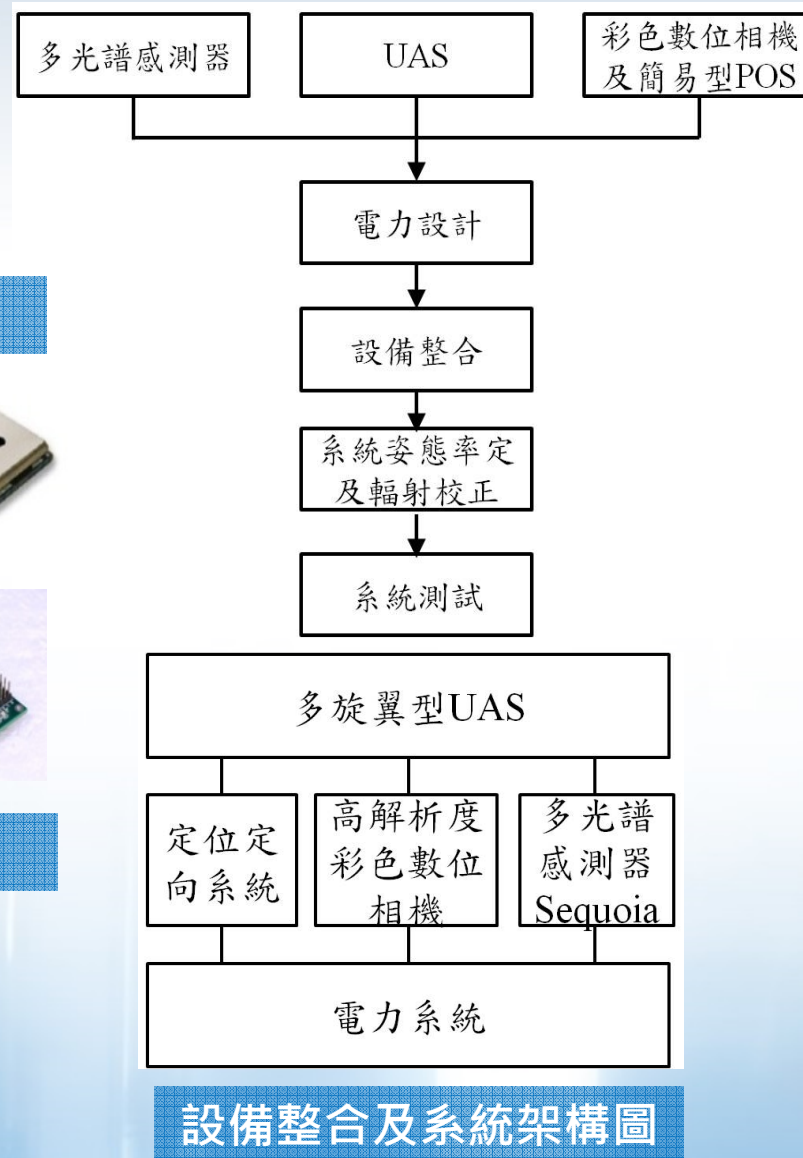 多光譜感測器
UAS
彩色數位相機
及簡易型POS
電力設計
設備整合
系統姿態率定
及輻射校正
系統測試
多旋翼型UAS
定位定
向系統
高解析度
彩色數位
相機
多光譜
感測器
Sequoia
電力系統
設備整合及系統架構圖